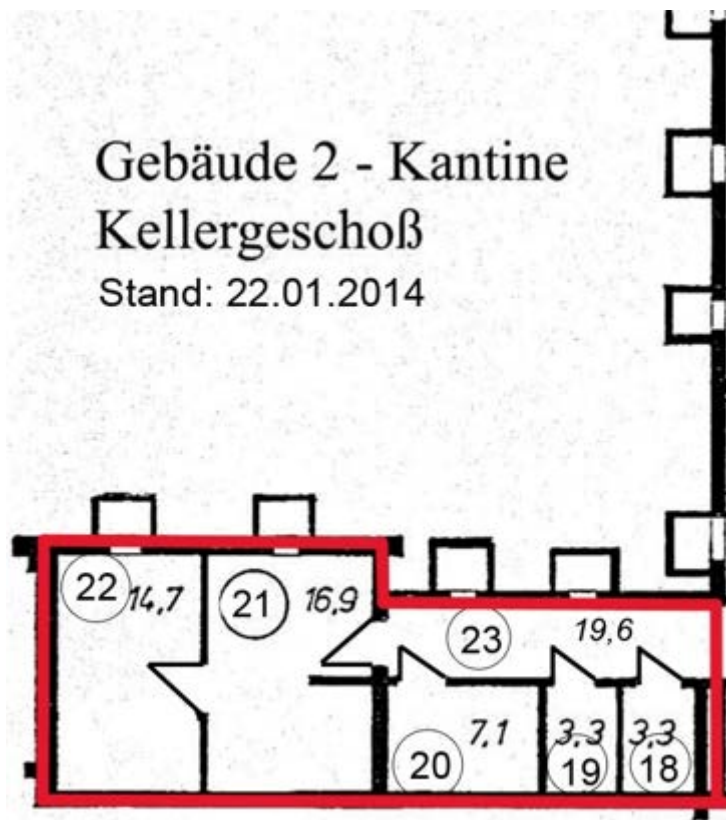 Gebäude 2 - Kantine
Kellergeschoß
Stand: 22.01.2014
22 14,7
21 16,9
23 19,6
20 7,1
19 3,3
18 3,3